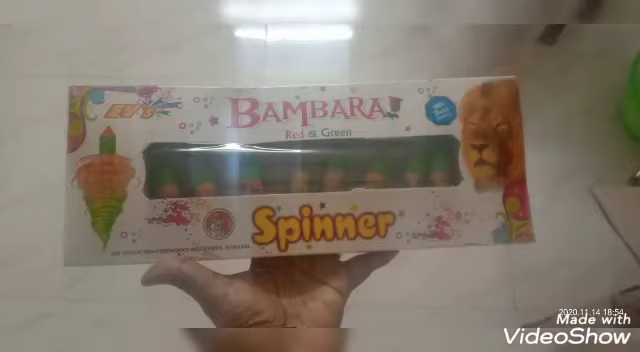 BAMBARA
Red & Green
Spinner
2020.11.14 18:54
Made with
VideoShow